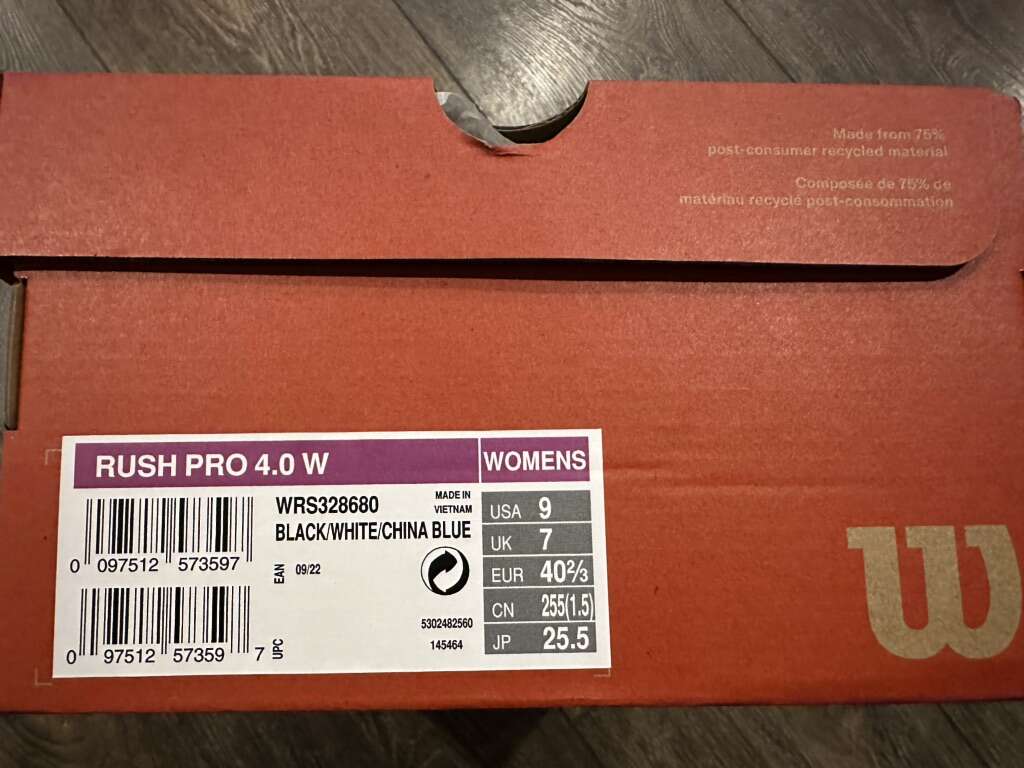 Made from 75%
post-consumer recycled material
Composée de 75% de
matériau recyclé post-consommation
RUSH PRO 4.0 W
WOMENS
0 097512 573597
EAN
WRS328680
MADE IN
VIETNAM
BLACK/WHITE/CHINA BLUE
09/22
5302482560
145464
0 97512 57359 7
UPC
USA 9
UK 7
EUR 40⅔
CN 255(1.5)
JP 25.5
W